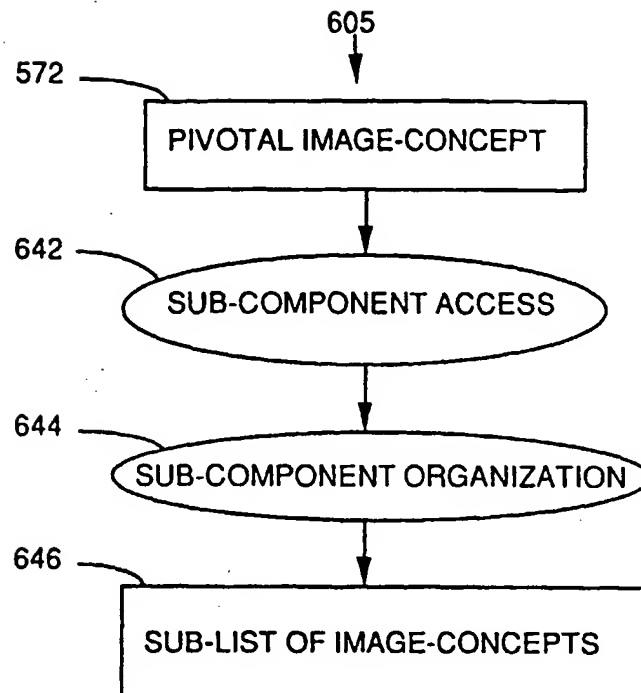 605
572
PIVOTAL IMAGE-CONCEPT
642
SUB-COMPONENT ACCESS
644
SUB-COMPONENT ORGANIZATION
646
SUB-LIST OF IMAGE-CONCEPTS